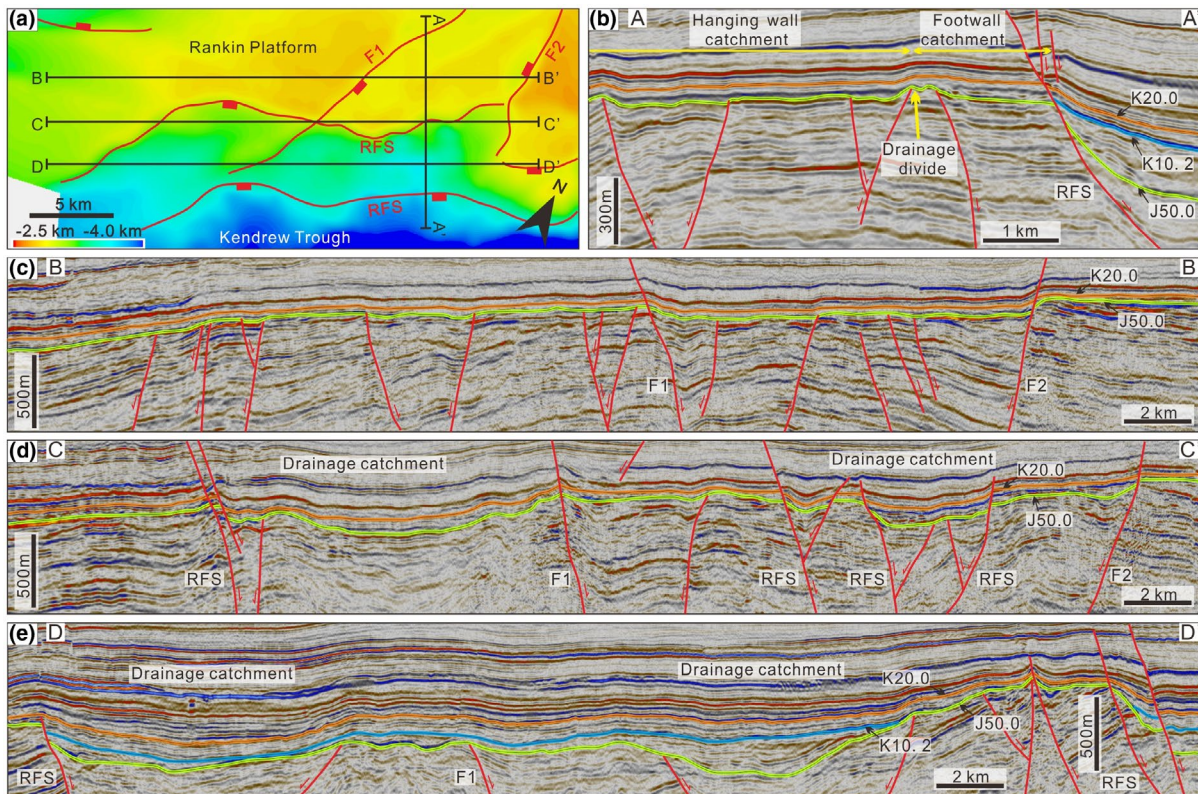 (a)
A
Rankin Platform
F1
F2
B
B'
C
C'
RFS
D
D'
5 km
RFS
N
-2.5 km -4.0 km
Kendrew Trough
A'
(b)
A
Hanging wall
catchment
Footwall
catchment
A'
K20.0
Drainage
divide
K10. 2
RFS
J50.0
300m
1 km
(c)
B
B
K20.0
J50.0
500m
F1
F2
2 km
(d)
C
Drainage catchment
Drainage catchment
C
K20.0
J50.0
500m
RFS
F1
RFS
RFS
RFS
F2
2 km
(e)
D
D
Drainage catchment
Drainage catchment
K20.0
J50.0
K10. 2
500m
RFS
F1
2 km
RFS